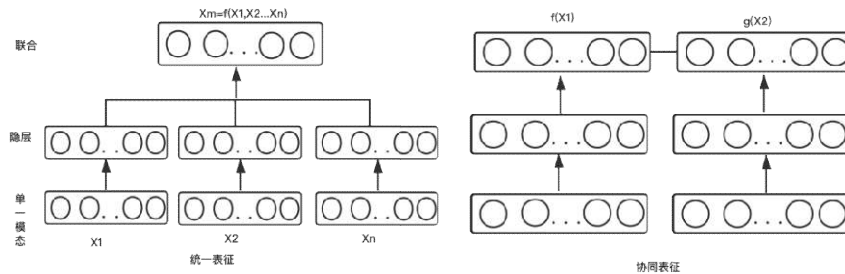 Xm=f(X1,X2...Xn)
联合
隐层
单一模态
X1
X2
Xn
统一表征
f(X1)
g(X2)
协同表征